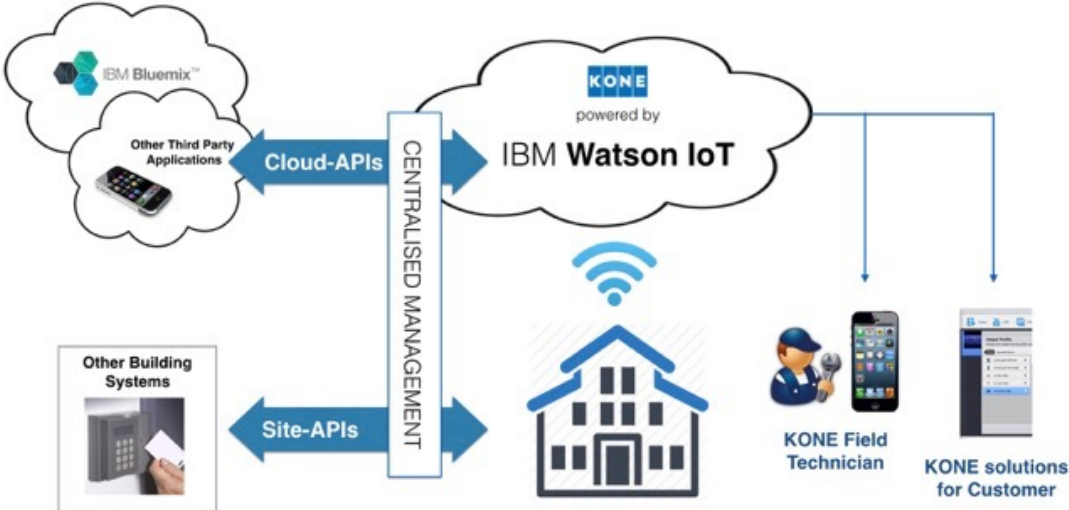 IBM Bluemix™
Other Third Party
Applications
Cloud-APIs
CENTRALISED MANAGEMENT
KONE
powered by
IBM Watson IoT
Other Building
Systems
Site-APIs
KONE Field
Technician
KONE solutions
for Customer